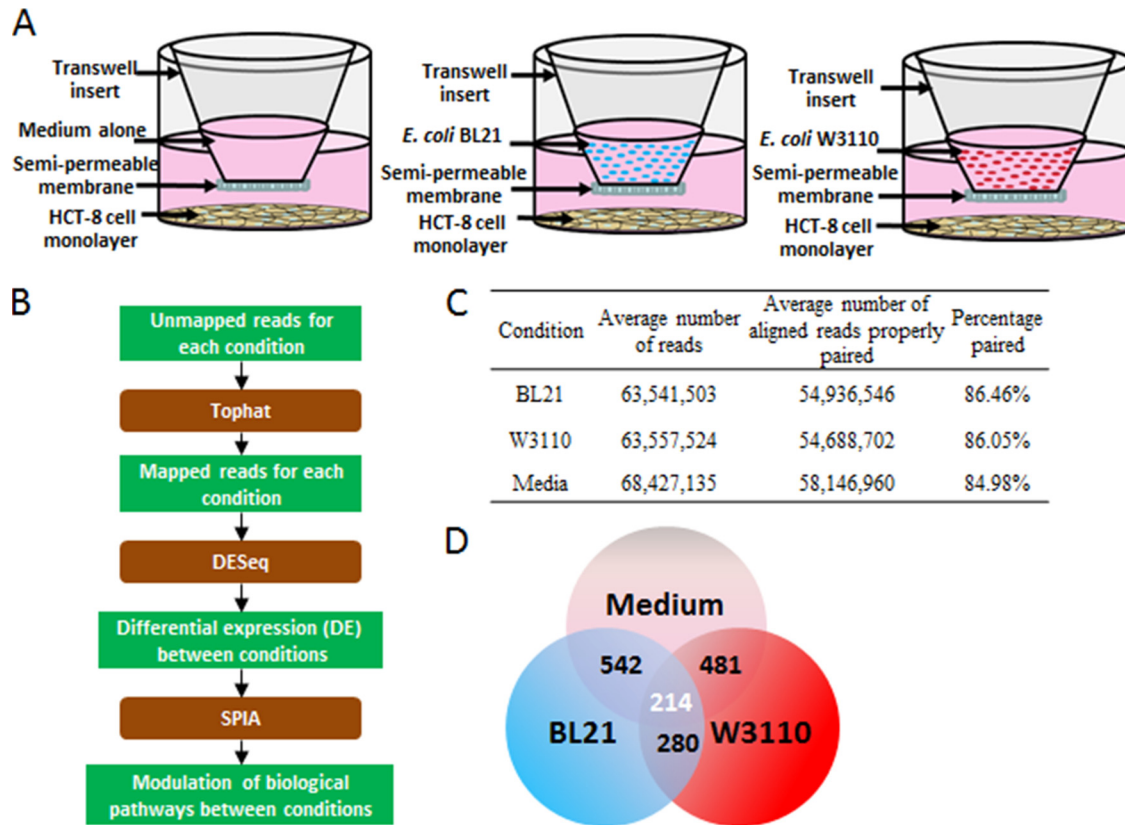 A
Transwell
insert
Medium alone
Semi-permeable
membrane
HCT-8 cell
monolayer
Transwell
insert
E. coli BL21
Semi-permeable
membrane
HCT-8 cell
monolayer
Transwell
insert
E. coli W3110
Semi-permeable
membrane
HCT-8 cell
monolayer
B
Unmapped reads for
each condition
Tophat
Mapped reads for each
condition
DESeq
Differential expression (DE)
between conditions
SPIA
Modulation of biological
pathways between conditions
C
Condition
Average number
of reads
Average number of
aligned reads properly
paired
Percentage
paired
BL21 63,541,503 54,936,546 86.46%
W3110 63,557,524 54,688,702 86.05%
Media 68,427,135 58,146,960 84.98%
D
Medium
542
481
214
BL21
280
W3110